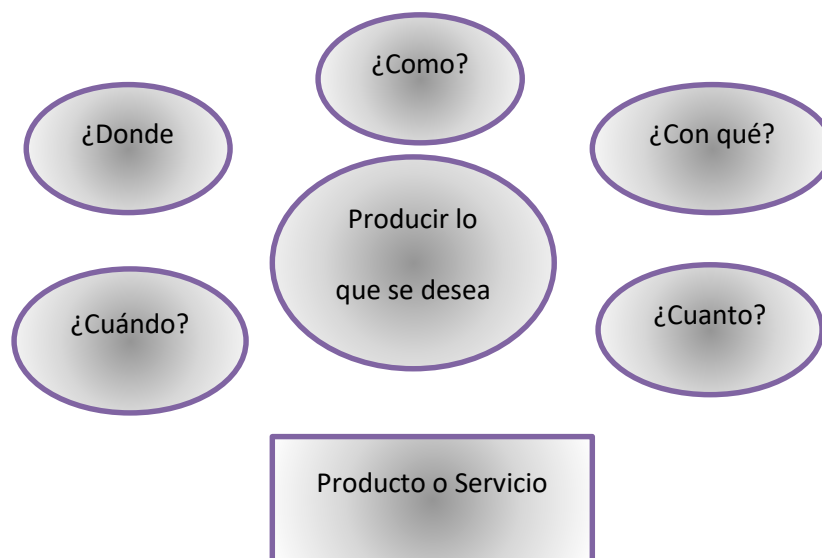 ¿Como?
¿Donde
¿Con qué?
Producir lo
que se desea
¿Cuándo?
¿Cuanto?
Producto o Servicio